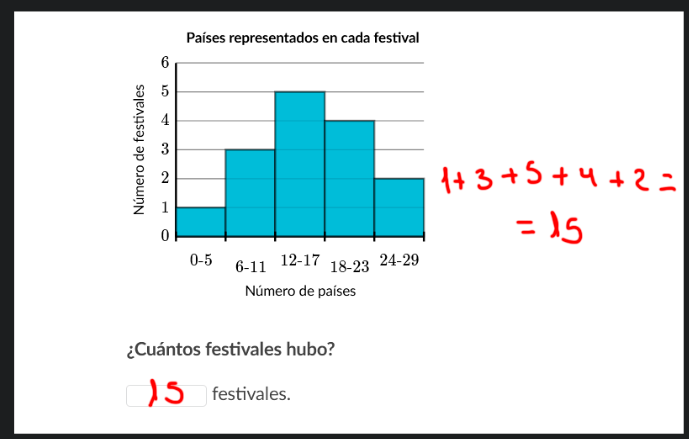 Países representados en cada festival
6
5
4
3
2
1
0
Número de festivales
0-5 6-11 12-17 18-23 24-29
Número de países
1+3+5+4+2=
=15
¿Cuántos festivales hubo?
15 festivales.